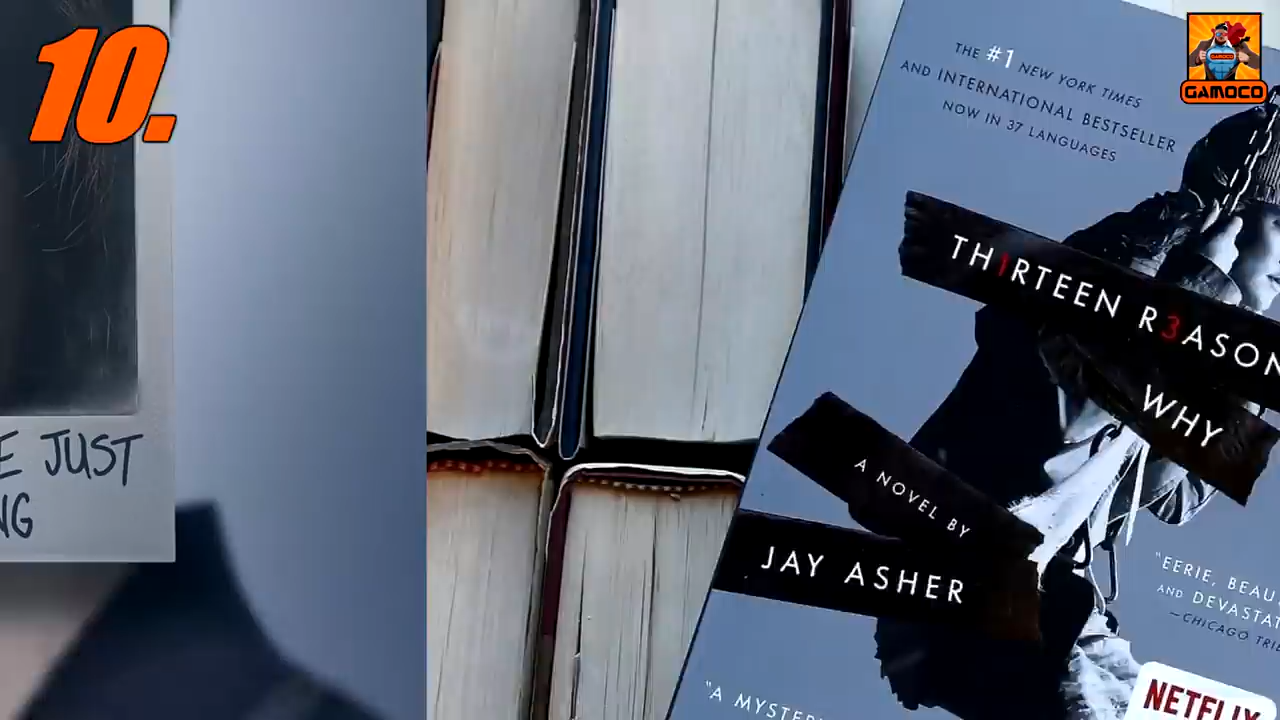 10.
GAMOCO
E JUST
NG
THE #1 NEW YORK TIMES
AND INTERNATIONAL BESTSELLER
NOW IN 37 LANGUAGES
TH1RTEEN R3ASON
WHY
A NOVEL BY
JAY ASHER
"EERIE, BEAU
AND DEVASTAT
—CHICAGO TRIB
"A MYSTER
NETFLIX